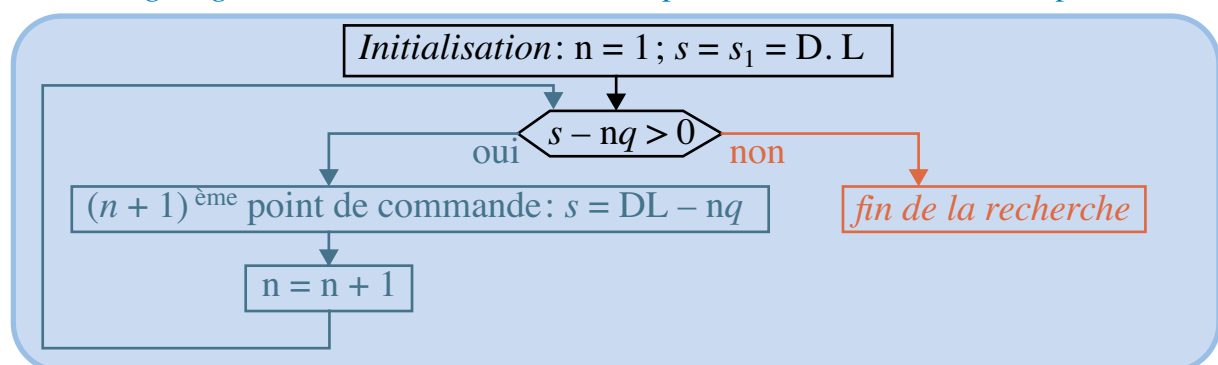 Initialisation: n = 1; s = s₁ = D. L
s – nq > 0
oui
non
(n + 1) ème point de commande: s = DL – nq
fin de la recherche
n = n + 1